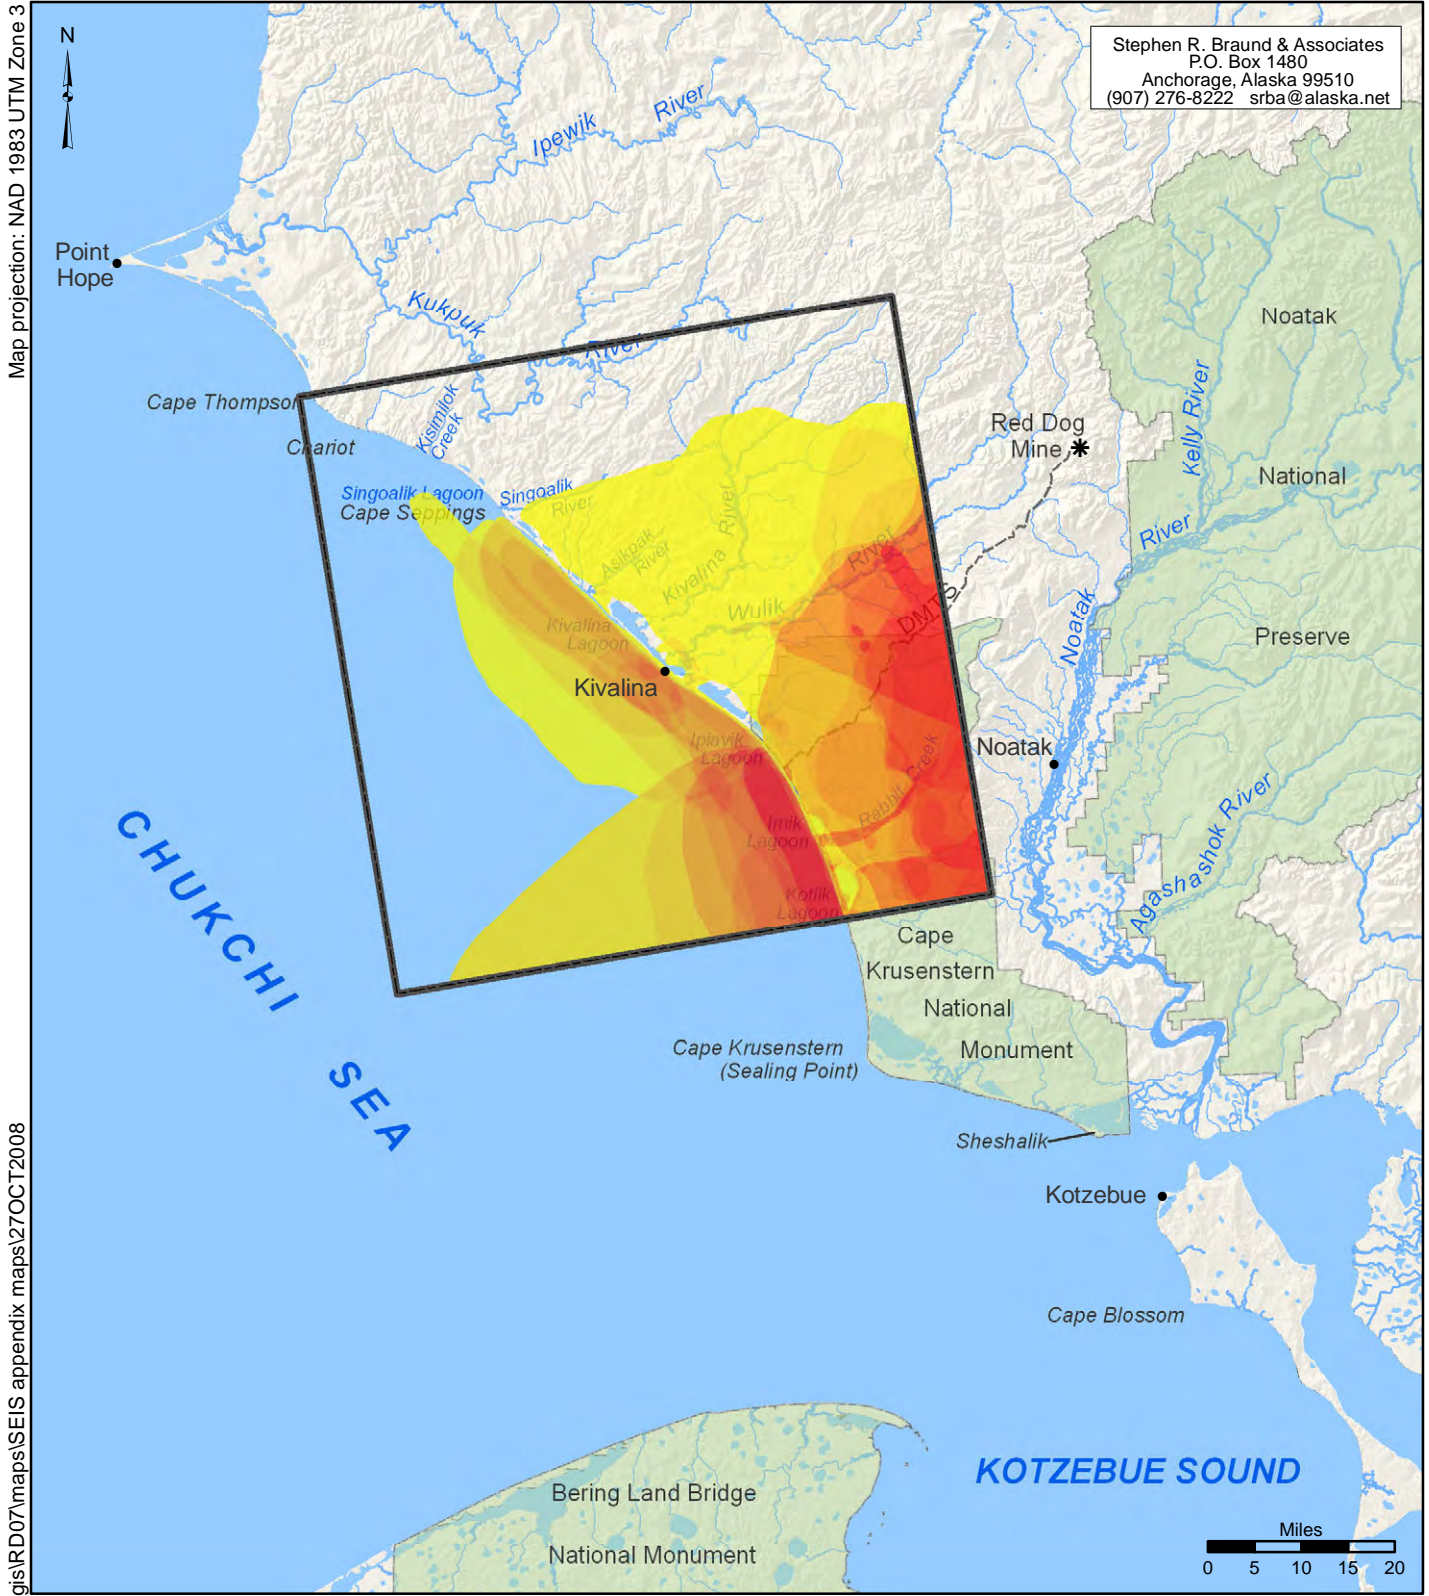 Map projection: NAD 1983 UTM Zone 3
gis\RD07\maps\SEIS appendix maps\27OCT2008
N
Stephen R. Braund & Associates
P.O. Box 1480
Anchorage, Alaska 99510
(907) 276-8222 srba@alaska.net
Ipewik River
Point
Hope
Kukpuk River
Noatak
National
Preserve
Kelly River
Cape Thompson
Chariot
Kisimilok
Creek
Red Dog
Mine
Singoalik Lagoon
Cape Seppings
Singoalik
River
Asikpak
River
Kivalina River
Wulik River
DMTS
Noatak River
Kivalina
Lagoon
Kivalina
Ipiavik
Lagoon
Noatak
Rabbit Creek
Imik
Lagoon
Kotlik
Lagoon
Agashashok River
CHUKCHI SEA
Cape
Krusenstern
National
Monument
Cape Krusenstern
(Sealing Point)
Sheshalik
Kotzebue
Cape Blossom
KOTZEBUE SOUND
Bering Land Bridge
National Monument
Miles
0 5 10 15 20